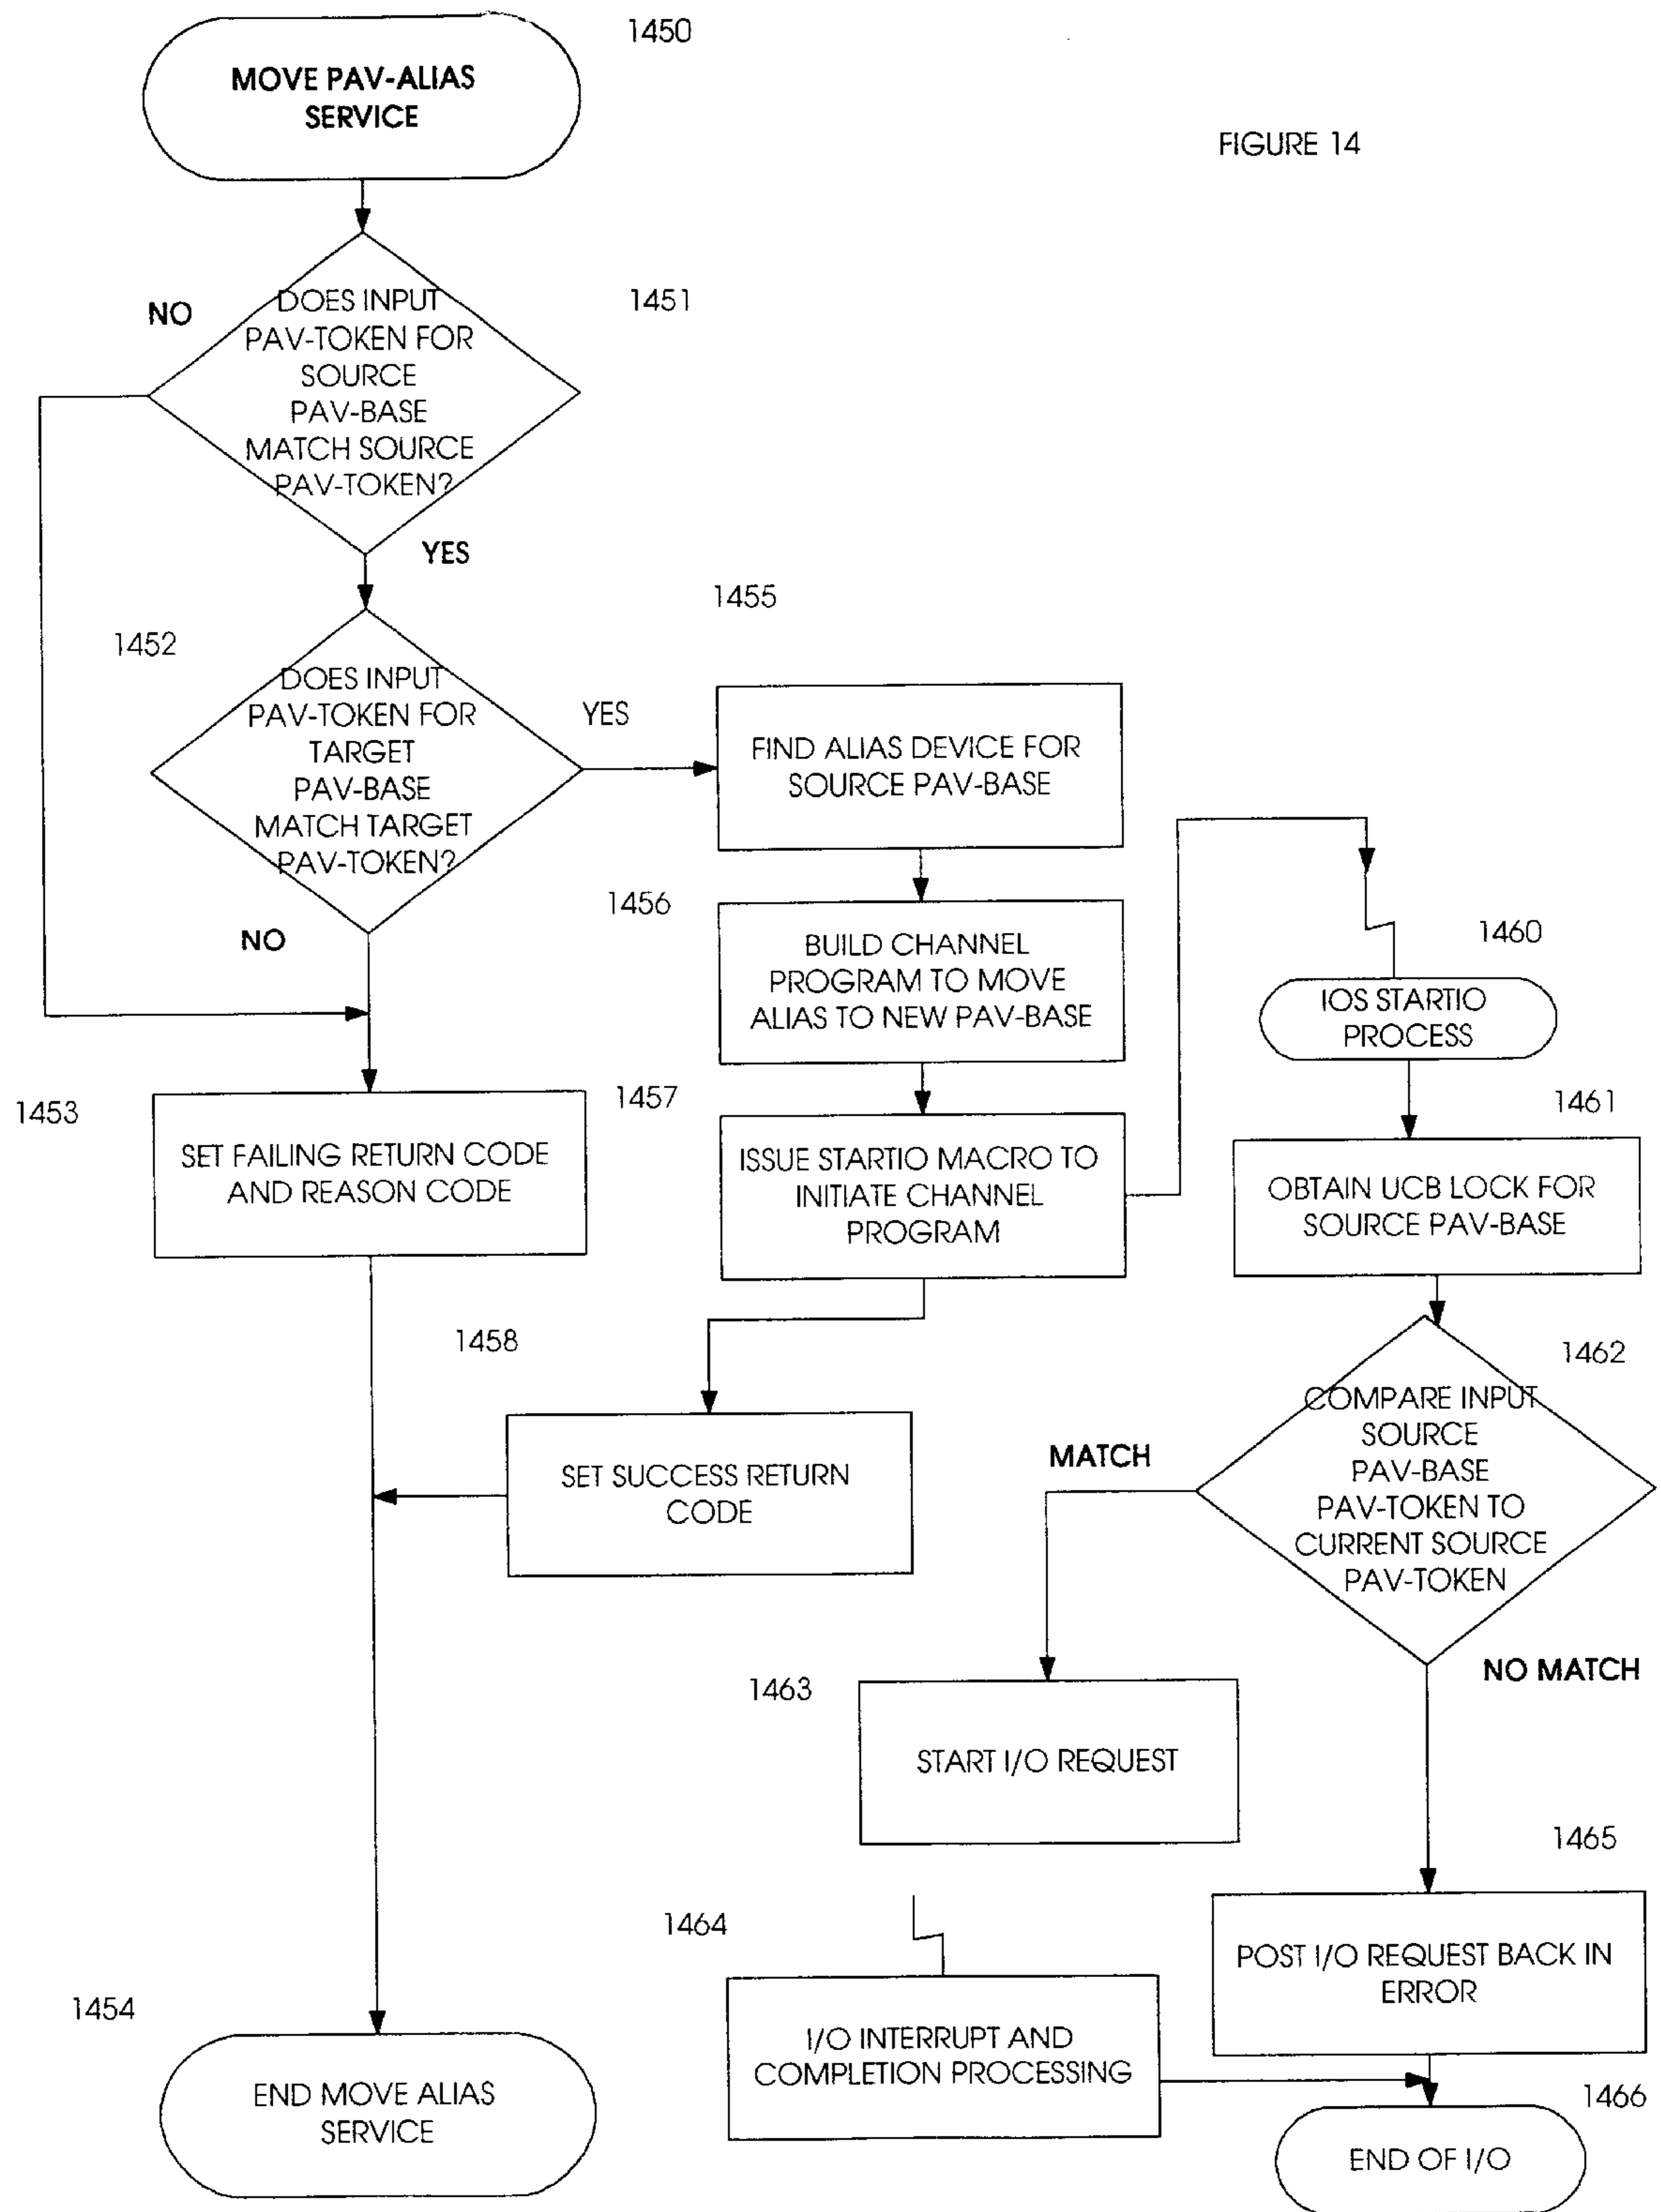 1450
MOVE PAV-ALIAS
SERVICE
FIGURE 14
NO
DOES INPUT
PAV-TOKEN FOR
SOURCE
PAV-BASE
MATCH SOURCE
PAV-TOKEN?
1451
YES
1452
DOES INPUT
PAV-TOKEN FOR
TARGET
PAV-BASE
MATCH TARGET
PAV-TOKEN?
YES
NO
1455
FIND ALIAS DEVICE FOR
SOURCE PAV-BASE
1456
BUILD CHANNEL
PROGRAM TO MOVE
ALIAS TO NEW PAV-BASE
1460
IOS STARTIO
PROCESS
1453
SET FAILING RETURN CODE
AND REASON CODE
1457
ISSUE STARTIO MACRO TO
INITIATE CHANNEL
PROGRAM
1461
OBTAIN UCB LOCK FOR
SOURCE PAV-BASE
1458
SET SUCCESS RETURN
CODE
1462
COMPARE INPUT
SOURCE
PAV-BASE
PAV-TOKEN TO
CURRENT SOURCE
PAV-TOKEN
MATCH
NO MATCH
1463
START I/O REQUEST
1465
POST I/O REQUEST BACK IN
ERROR
1464
I/O INTERRUPT AND
COMPLETION PROCESSING
1454
END MOVE ALIAS
SERVICE
1466
END OF I/O